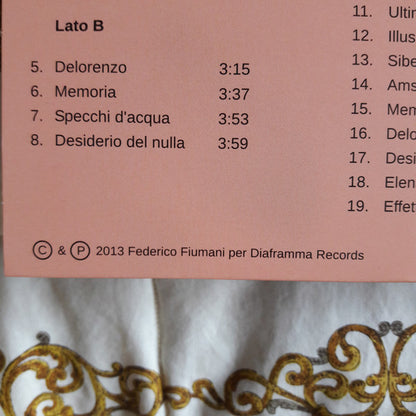 Lato B
5. Delorenzo 3:15
6. Memoria 3:37
7. Specchi d'acqua 3:53
8. Desiderio del nulla 3:59
11.
12.
13.
14.
15.
16.
17.
18.
19.
© & ℗ 2013 Federico Fiumani per Diaframma Records